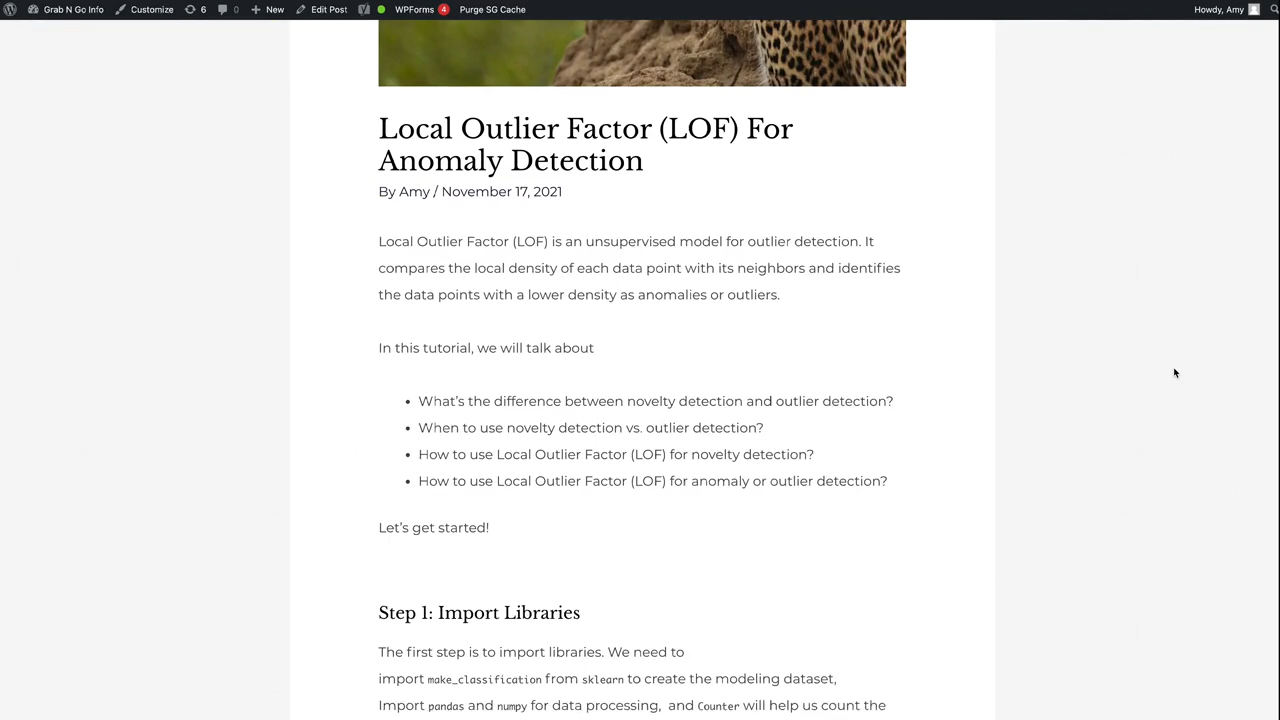 Grab N Go Info Customize 6 0 New Edit Post WPForms 4 Purge SG Cache Howdy, Amy
Local Outlier Factor (LOF) For
Anomaly Detection
By Amy / November 17, 2021
Local Outlier Factor (LOF) is an unsupervised model for outlier detection. It
compares the local density of each data point with its neighbors and identifies
the data points with a lower density as anomalies or outliers.
In this tutorial, we will talk about
• What’s the difference between novelty detection and outlier detection?
• When to use novelty detection vs. outlier detection?
• How to use Local Outlier Factor (LOF) for novelty detection?
• How to use Local Outlier Factor (LOF) for anomaly or outlier detection?
Let’s get started!
Step 1: Import Libraries
The first step is to import libraries. We need to
import make_classification from sklearn to create the modeling dataset,
Import pandas and numpy for data processing, and Counter will help us count the